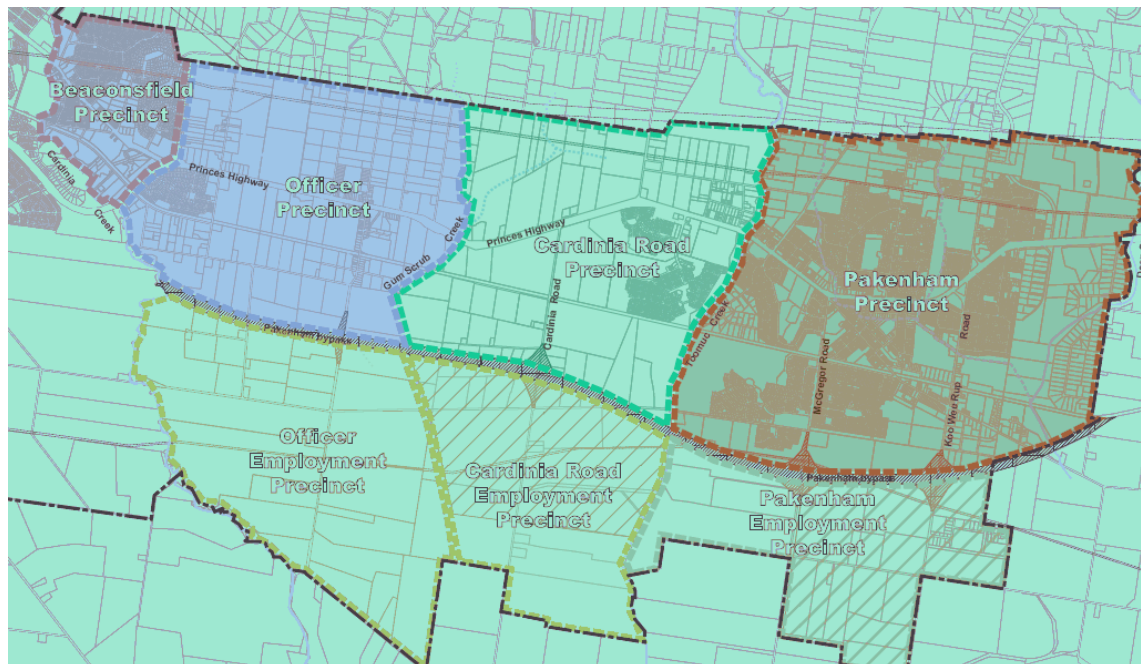 Beaconsfield
Precinct
Cardinia
Creek
Princes Highway
Officer
Precinct
Gum Scrub
Creek
Princes Highway
Cardinia Road
Precinct
Cardinia Road
Toomuc Creek
Pakenham
Precinct
McGregor Road
Koo Wee Rup
Road
Pakenham bypass
Pakenham bypass
Officer
Employment
Precinct
Cardinia Road
Employment
Precinct
Pakenham
Employment
Precinct